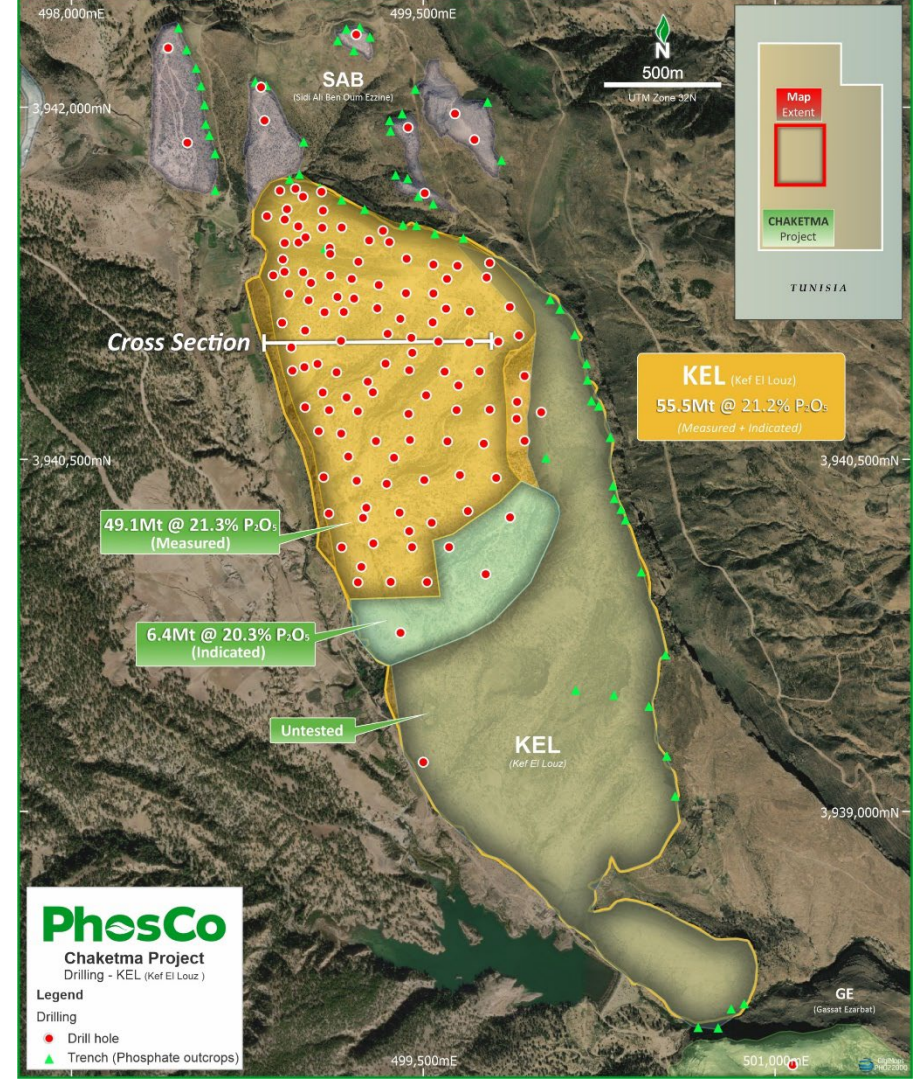 498,000mE
499,500mE
N
500m
UTM Zone 32N
SAB
(Sidi Ali Ben Oum Ezzine)
3,942,000mN
Map
Extent
CHAKETMA
Project
TUNISIA
Cross Section
KEL (Kef El Louz)
55.5Mt @ 21.2% P₂O₅
(Measured + Indicated)
3,940,500mN
3,940,500mN
49.1Mt @ 21.3% P₂O₅
(Measured)
6.4Mt @ 20.3% P₂O₅
(Indicated)
Untested
KEL
(Kef El Louz)
3,939,000mN
PhosCo
Chaketma Project
Drilling - KEL (Kef El Louz )
Legend
Drilling
Drill hole
Trench (Phosphate outcrops)
GE
(Gassat Ezarbat)
499,500mE
501,000mE